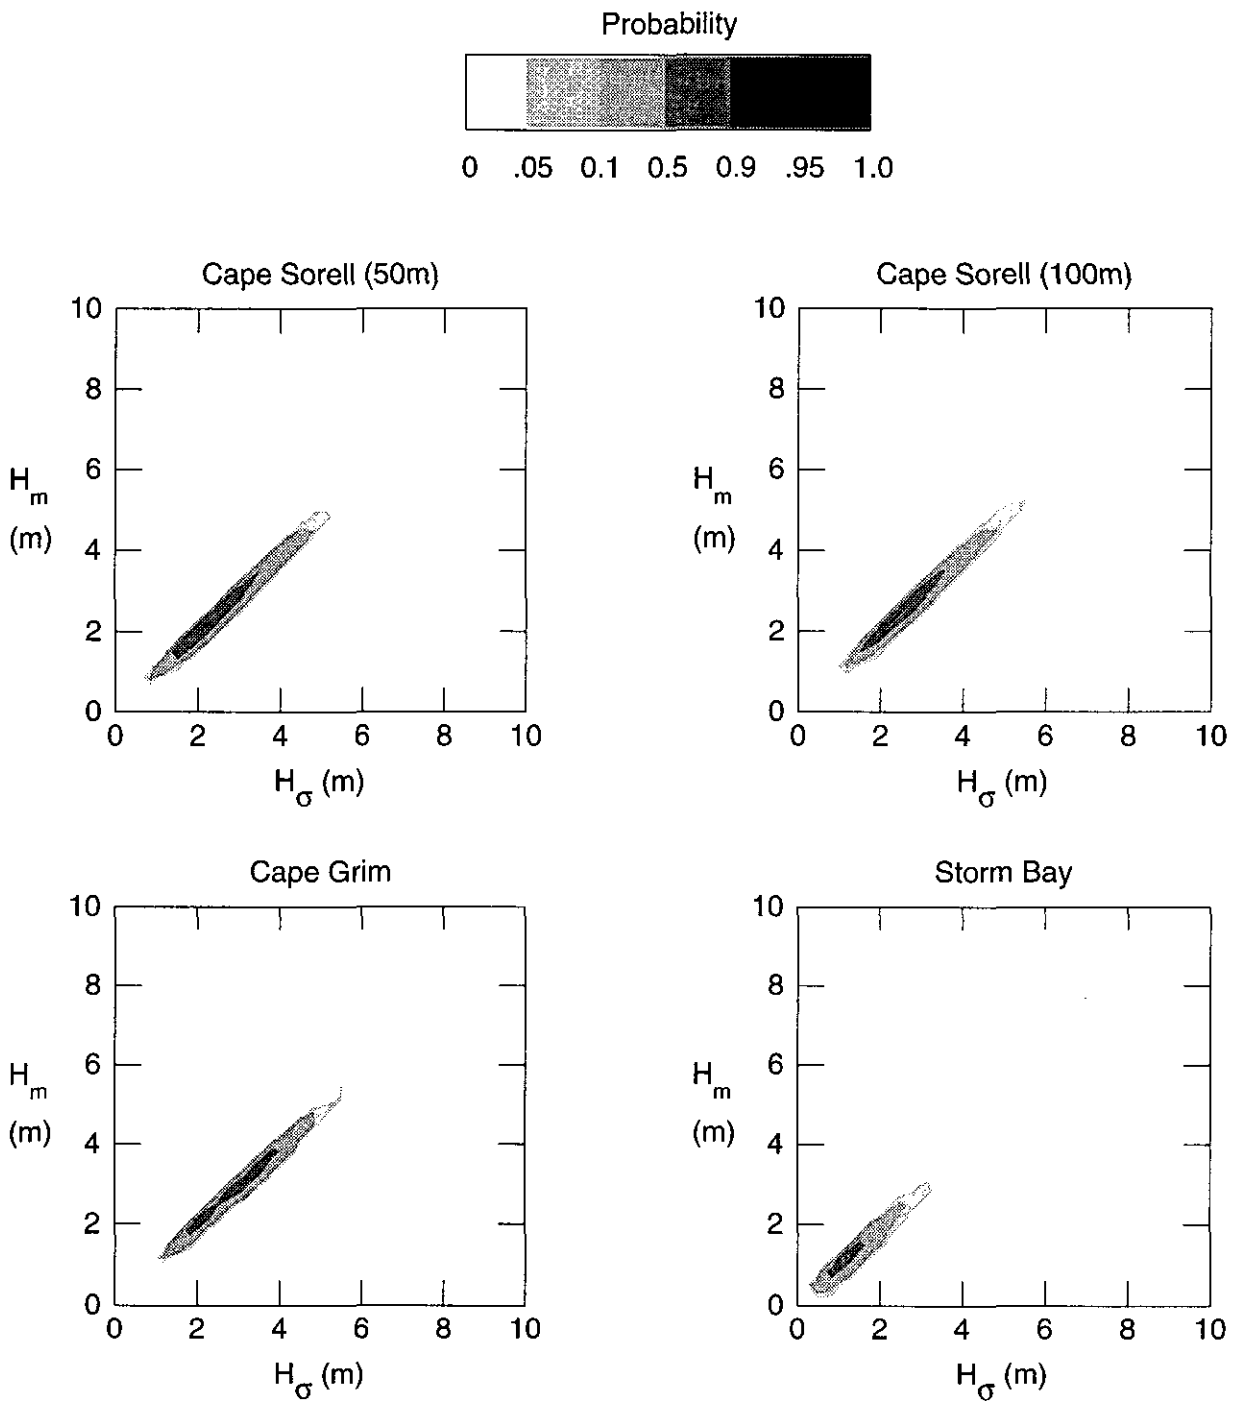 Probability
0 .05 0.1 0.5 0.9 .95 1.0
Cape Sorell (50m)
10
8
6
4
2
0
H_m
(m)
0 2 4 6 8 10
H_σ (m)
Cape Sorell (100m)
10
8
6
4
2
0
H_m
(m)
0 2 4 6 8 10
H_σ (m)
Cape Grim
10
8
6
4
2
0
H_m
(m)
0 2 4 6 8 10
H_σ (m)
Storm Bay
10
8
6
4
2
0
H_m
(m)
0 2 4 6 8 10
H_σ (m)